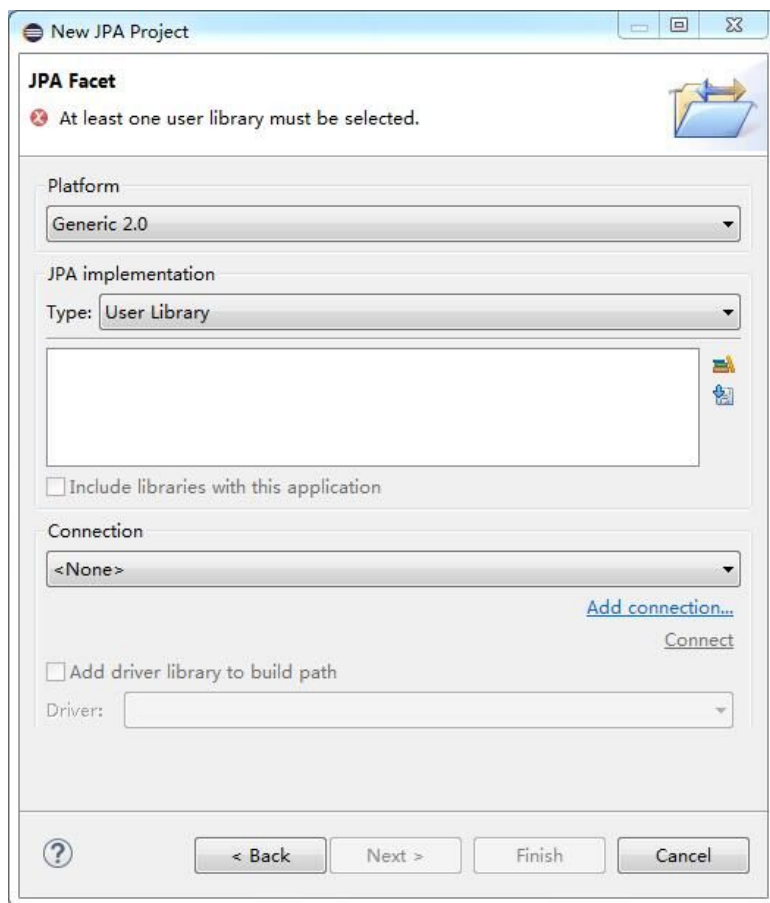 New JPA Project
JPA Facet
At least one user library must be selected.
Platform
Generic 2.0
JPA implementation
Type: User Library
Include libraries with this application
Connection
<None>
Add connection...
Connect
Add driver library to build path
Driver:
< Back Next > Finish Cancel